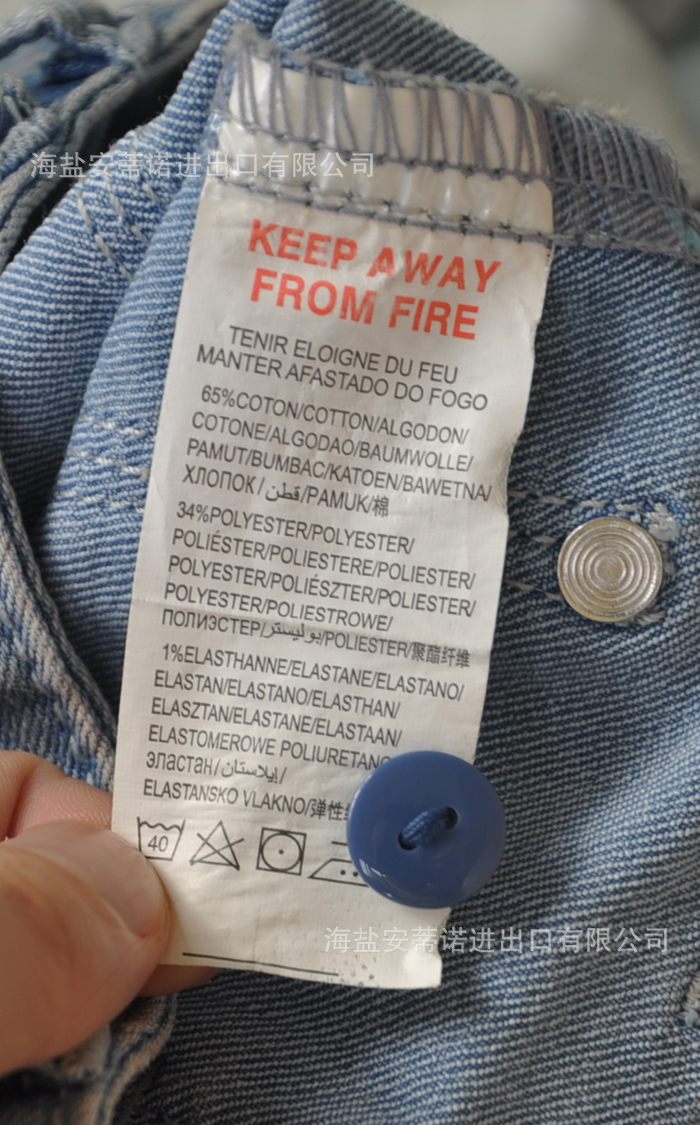 海盐安蒂诺进出口有限公司
KEEP AWAY
FROM FIRE
TENIR ELOIGNE DU FEU
MANTER AFASTADO DO FOGO
65%COTON/COTTON/ALGODON/
COTONE/ALGODAO/BAUMWOLLE/
PAMUT/BUMBAC/KATOEN/BAWETNA/
ХЛОПОК/قطن/PAMUK/棉
34%POLYESTER/POLYESTER/
POLIÉSTER/POLIESTERE/POLIESTER/
POLYESTER/POLIÉSZTER/POLIESTER/
POLYESTER/POLIESTROWE/
ПОЛИЭСТЕР/بوليستر/POLIESTER/聚酯纤维
1%ELASTHANNE/ELASTANE/ELASTANO/
ELASTAN/ELASTANO/ELASTHAN/
ELASZTAN/ELASTANE/ELASTAAN/
ELASTOMEROWE POLIURETANO
эластан/إيلاستان/
ELASTANSKO VLAKNO/弹性
40
海盐安蒂诺进出口有限公司